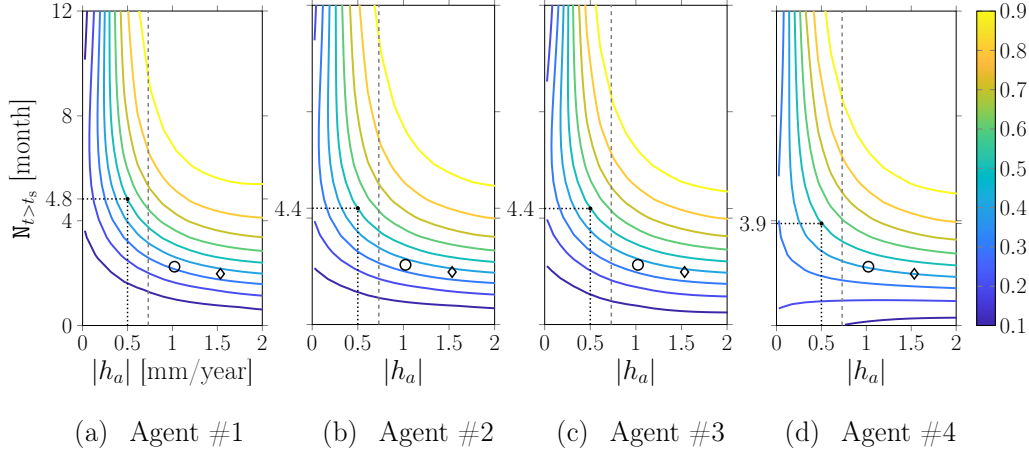 12
8
4.8
4
0
N_{t>t_s} [month]
0 0.5 1 1.5 2
|h_a| [mm/year]
(a) Agent #1
4.4
0 0.5 1 1.5 2
|h_a|
(b) Agent #2
4.4
0 0.5 1 1.5 2
|h_a|
(c) Agent #3
3.9
0 0.5 1 1.5 2
|h_a|
(d) Agent #4
0.9
0.8
0.7
0.6
0.5
0.4
0.3
0.2
0.1